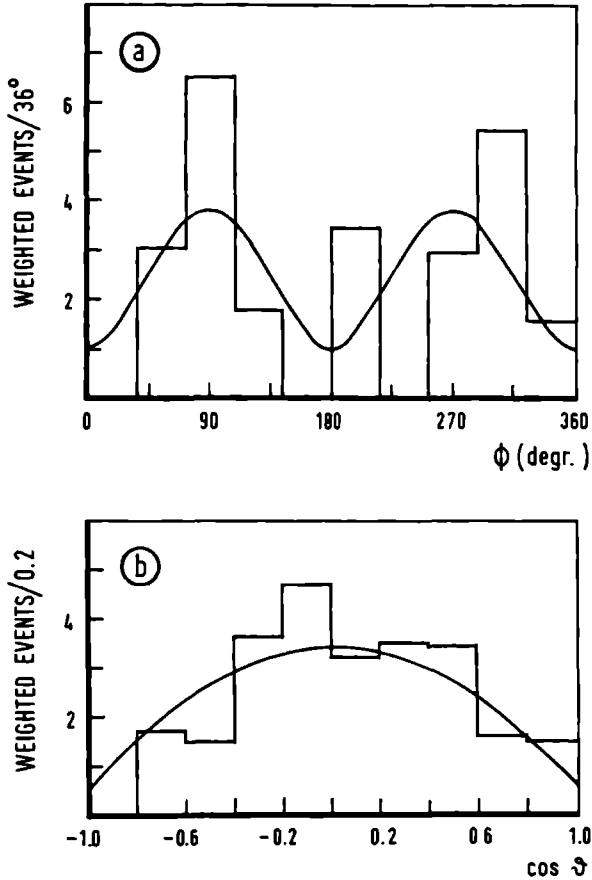 a
WEIGHTED EVENTS/36°
6
4
2
0 90 180 270 360
ϕ (degr.)
b
WEIGHTED EVENTS/0.2
4
2
-1.0 -0.6 -0.2 0.2 0 6 1.0
cos ϑ